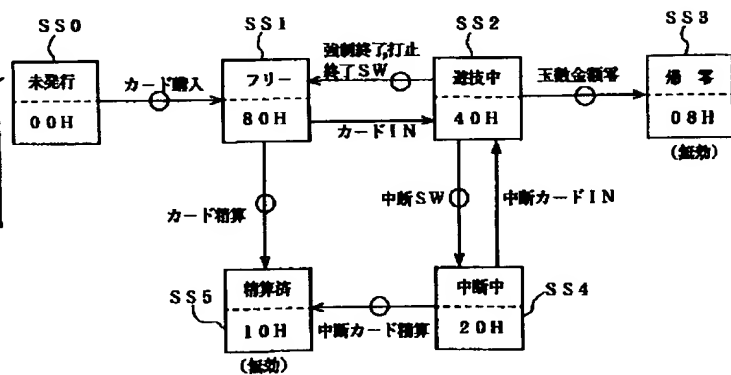 SS0
SS1
SS2
SS3
未発行
00H
カード購入
フリー
80H
強制終了,打止
終了SW
カードIN
遊技中
40H
玉数金額零
零
08H
(無効)
カード精算
中断SW
中断カードIN
SS5
精算済
10H
(無効)
中断カード精算
中断中
20H
SS4